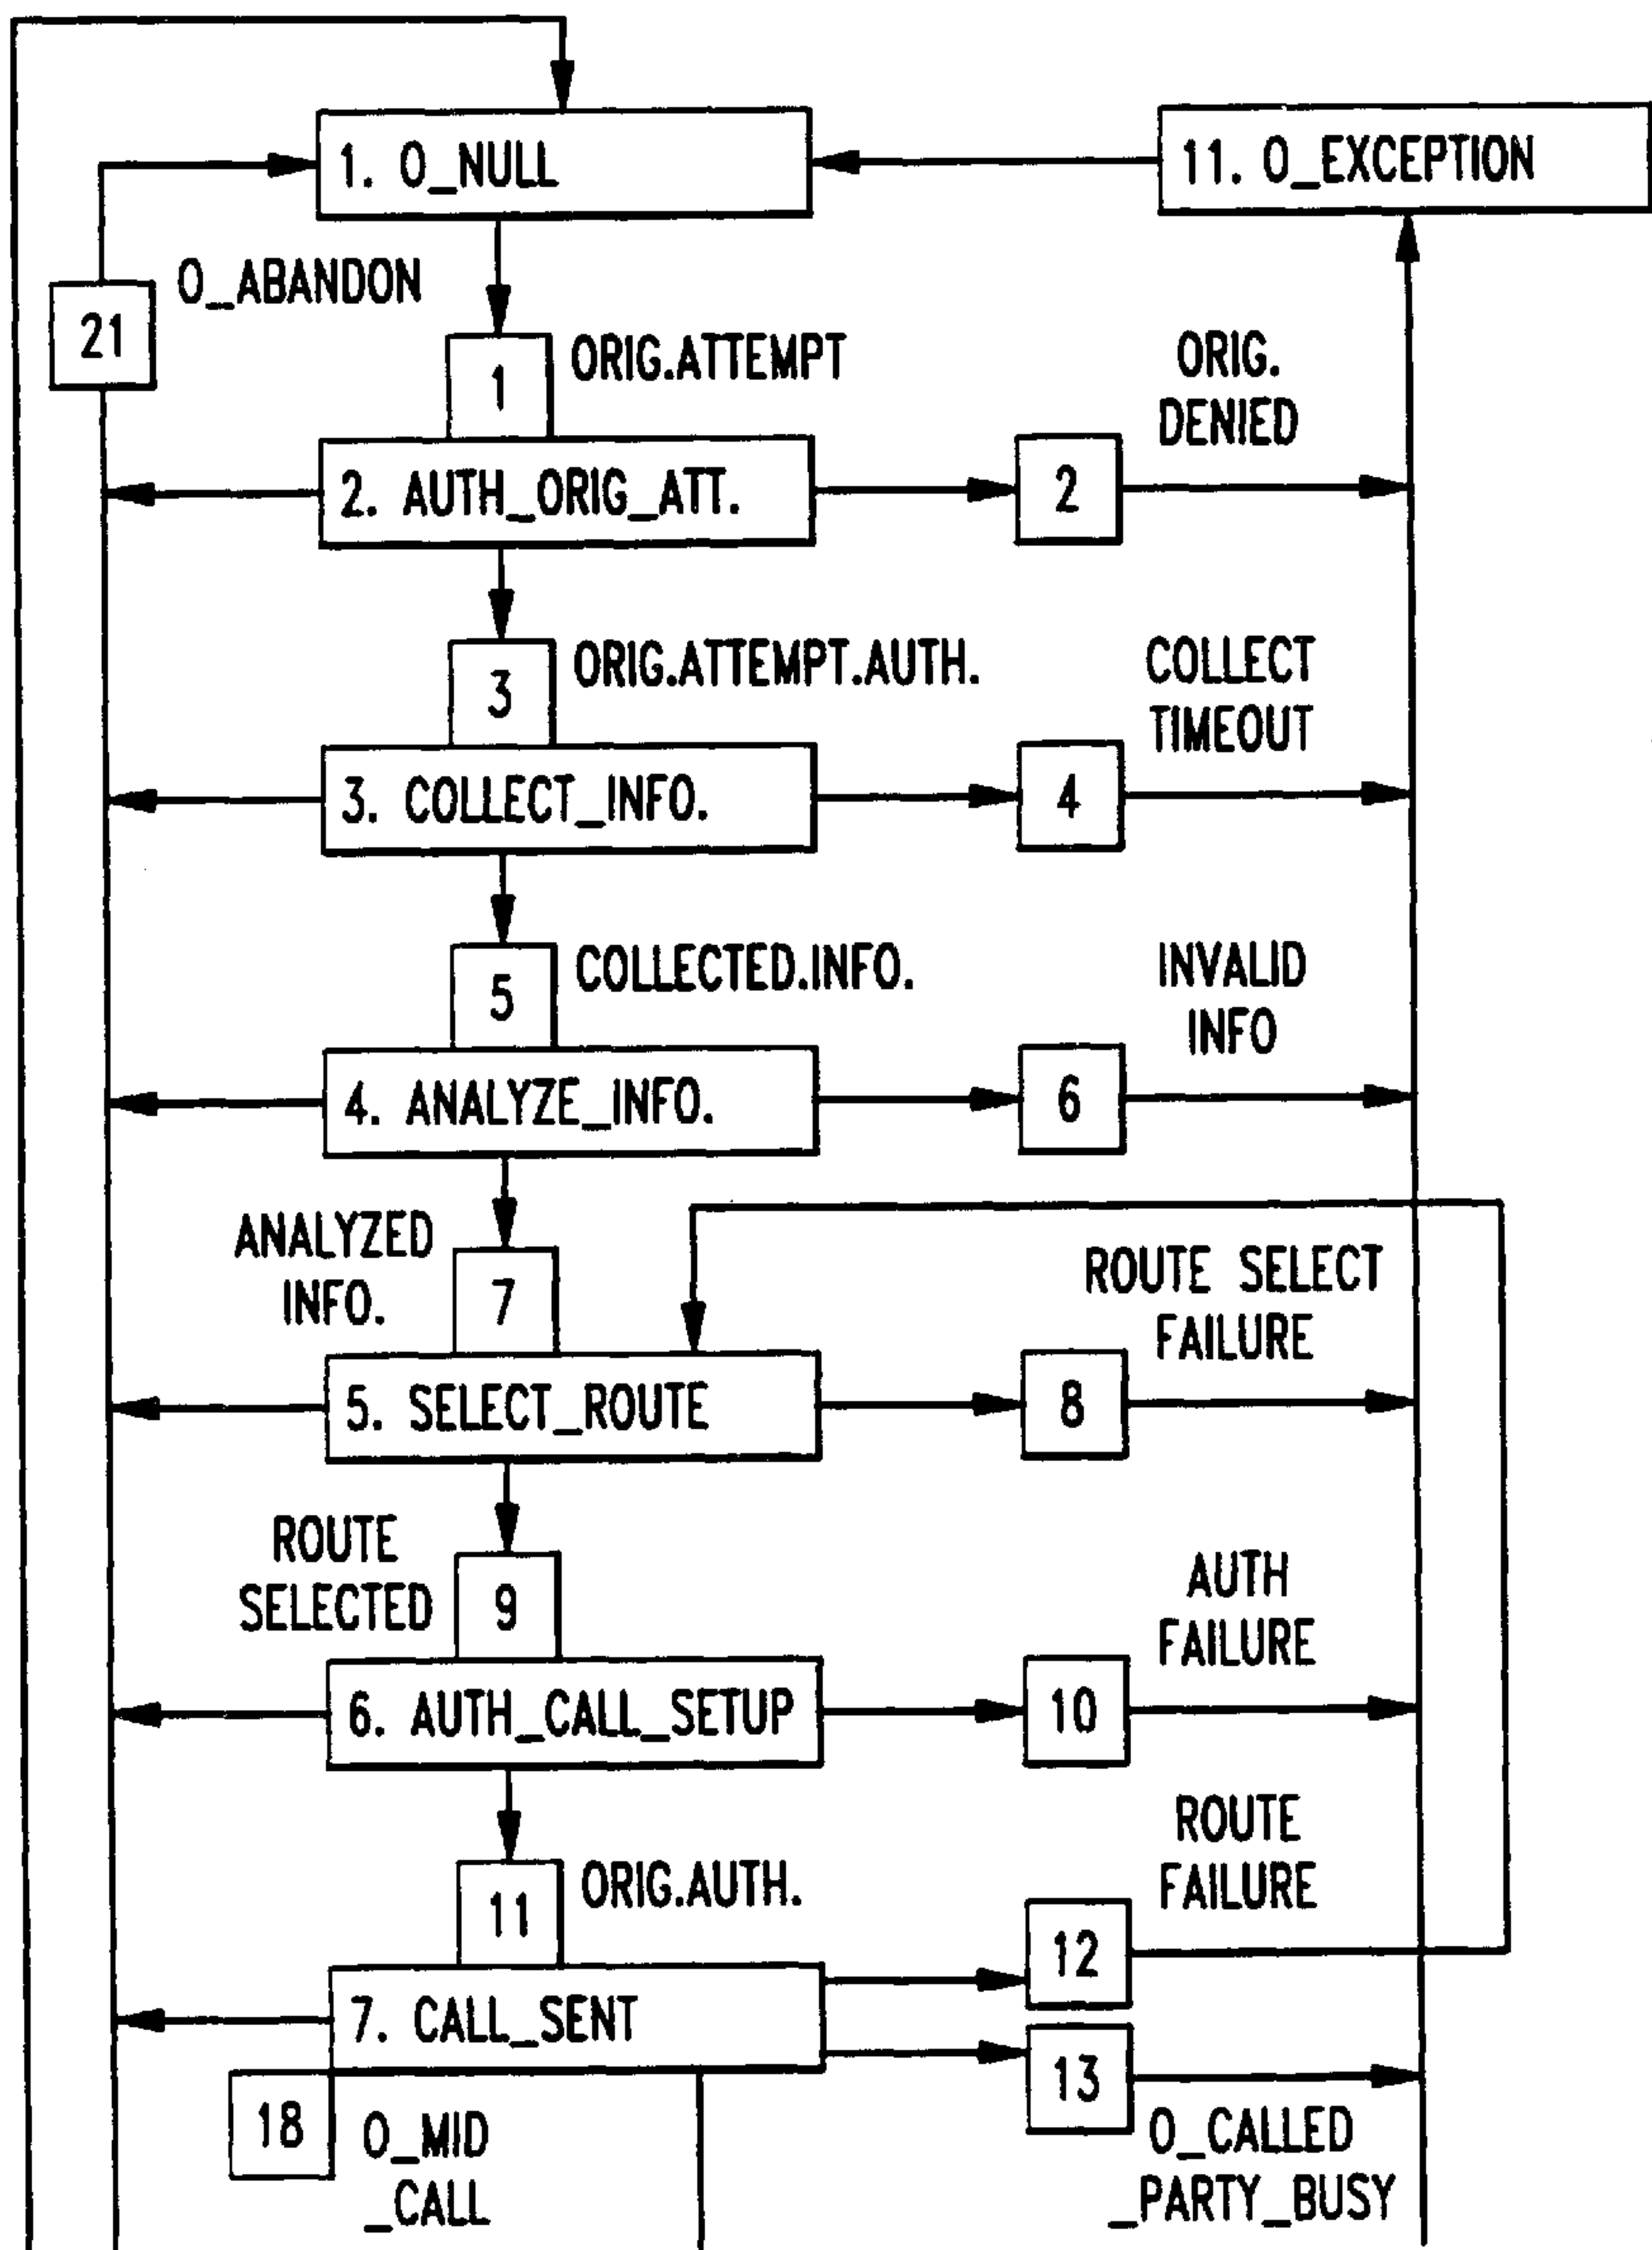 1. O_NULL
11. O_EXCEPTION
O_ABANDON
21
1
ORIG.ATTEMPT
ORIG.
DENIED
2. AUTH_ORIG_ATT.
2
3
ORIG.ATTEMPT.AUTH.
COLLECT
TIMEOUT
3. COLLECT_INFO.
4
5
COLLECTED.INFO.
INVALID
INFO
4. ANALYZE_INFO.
6
ANALYZED
INFO.
7
ROUTE SELECT
FAILURE
5. SELECT_ROUTE
8
ROUTE
SELECTED
9
AUTH
FAILURE
6. AUTH_CALL_SETUP
10
11
ORIG.AUTH.
ROUTE
FAILURE
12
7. CALL_SENT
13
18
O_MID
_CALL
O_CALLED
_PARTY_BUSY